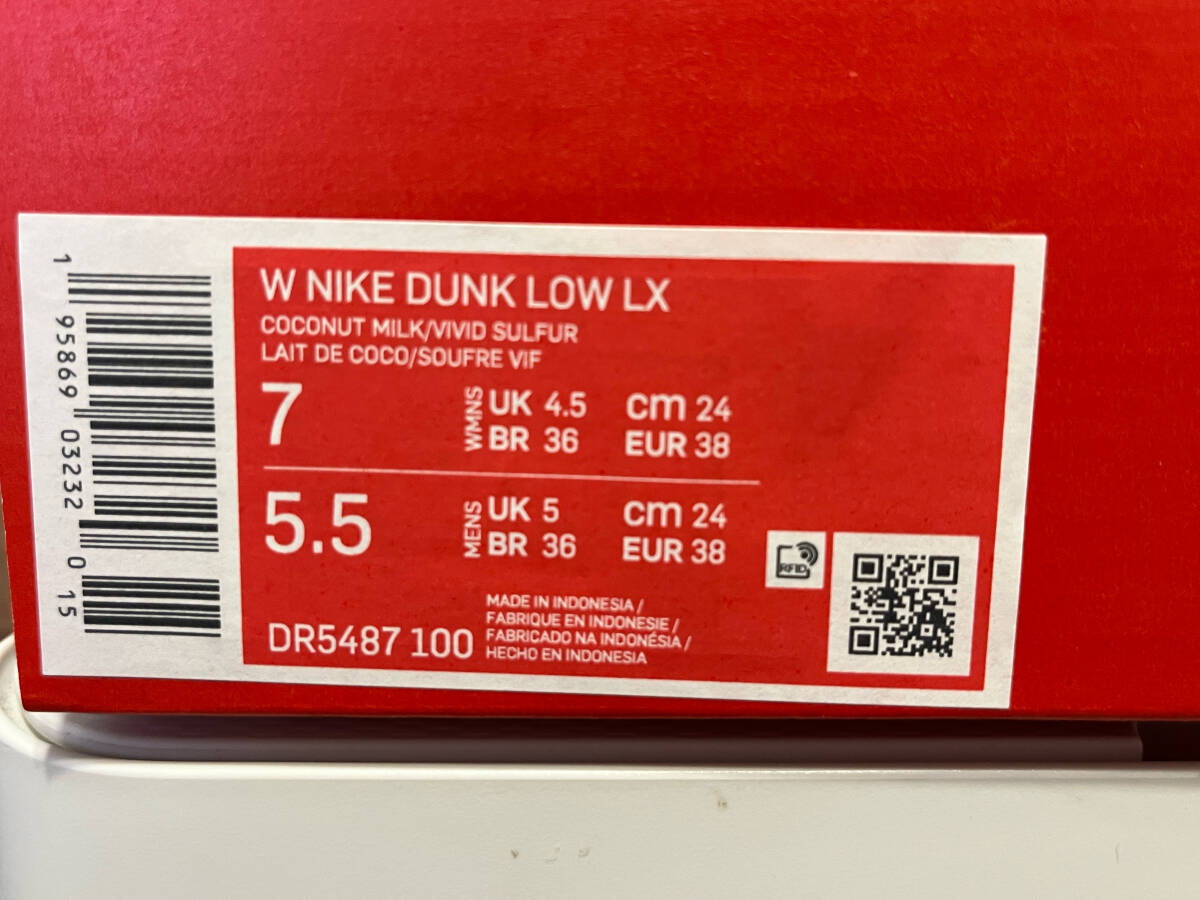 W NIKE DUNK LOW LX
COCONUT MILK/VIVID SULFUR
LAIT DE COCO/SOUFRE VIF
7
WMNS
UK 4.5 cm 24
BR 36 EUR 38
5.5
MENS
UK 5 cm 24
BR 36 EUR 38
DR5487 100
MADE IN INDONESIA /
FABRIQUE EN INDONESIE /
FABRICADO NA INDONÉSIA /
HECHO EN INDONESIA
RFID
1 95869 03232 0 15